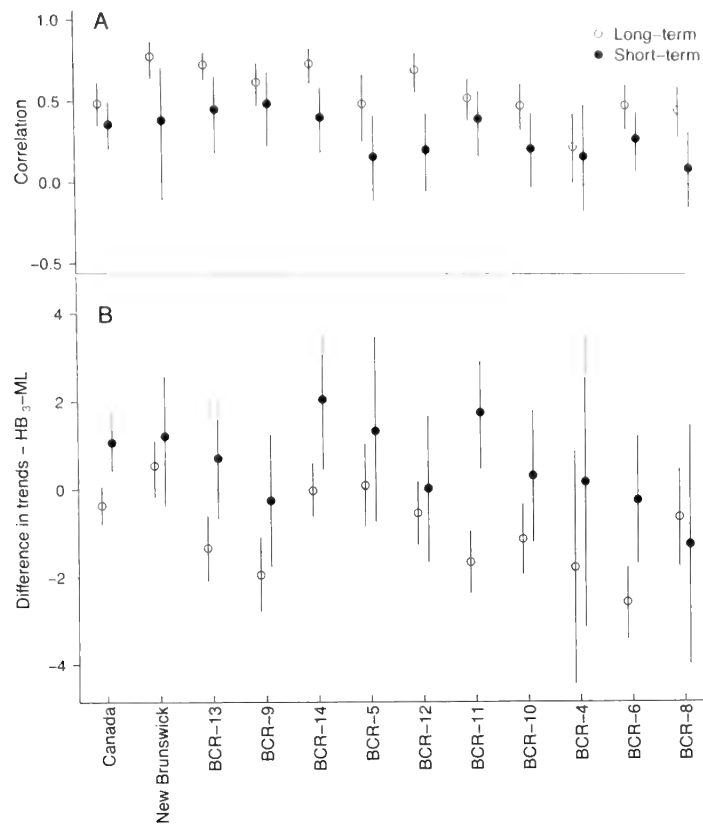 A
Long-term
Short-term
1.0
0.5
0.0
-0.5
Correlation
B
4
2
0
-2
-4
Difference in trends - HB 3-ML
Canada
New Brunswick
BCR-13
BCR-9
BCR-14
BCR-5
BCR-12
BCR-11
BCR-10
BCR-4
BCR-6
BCR-8